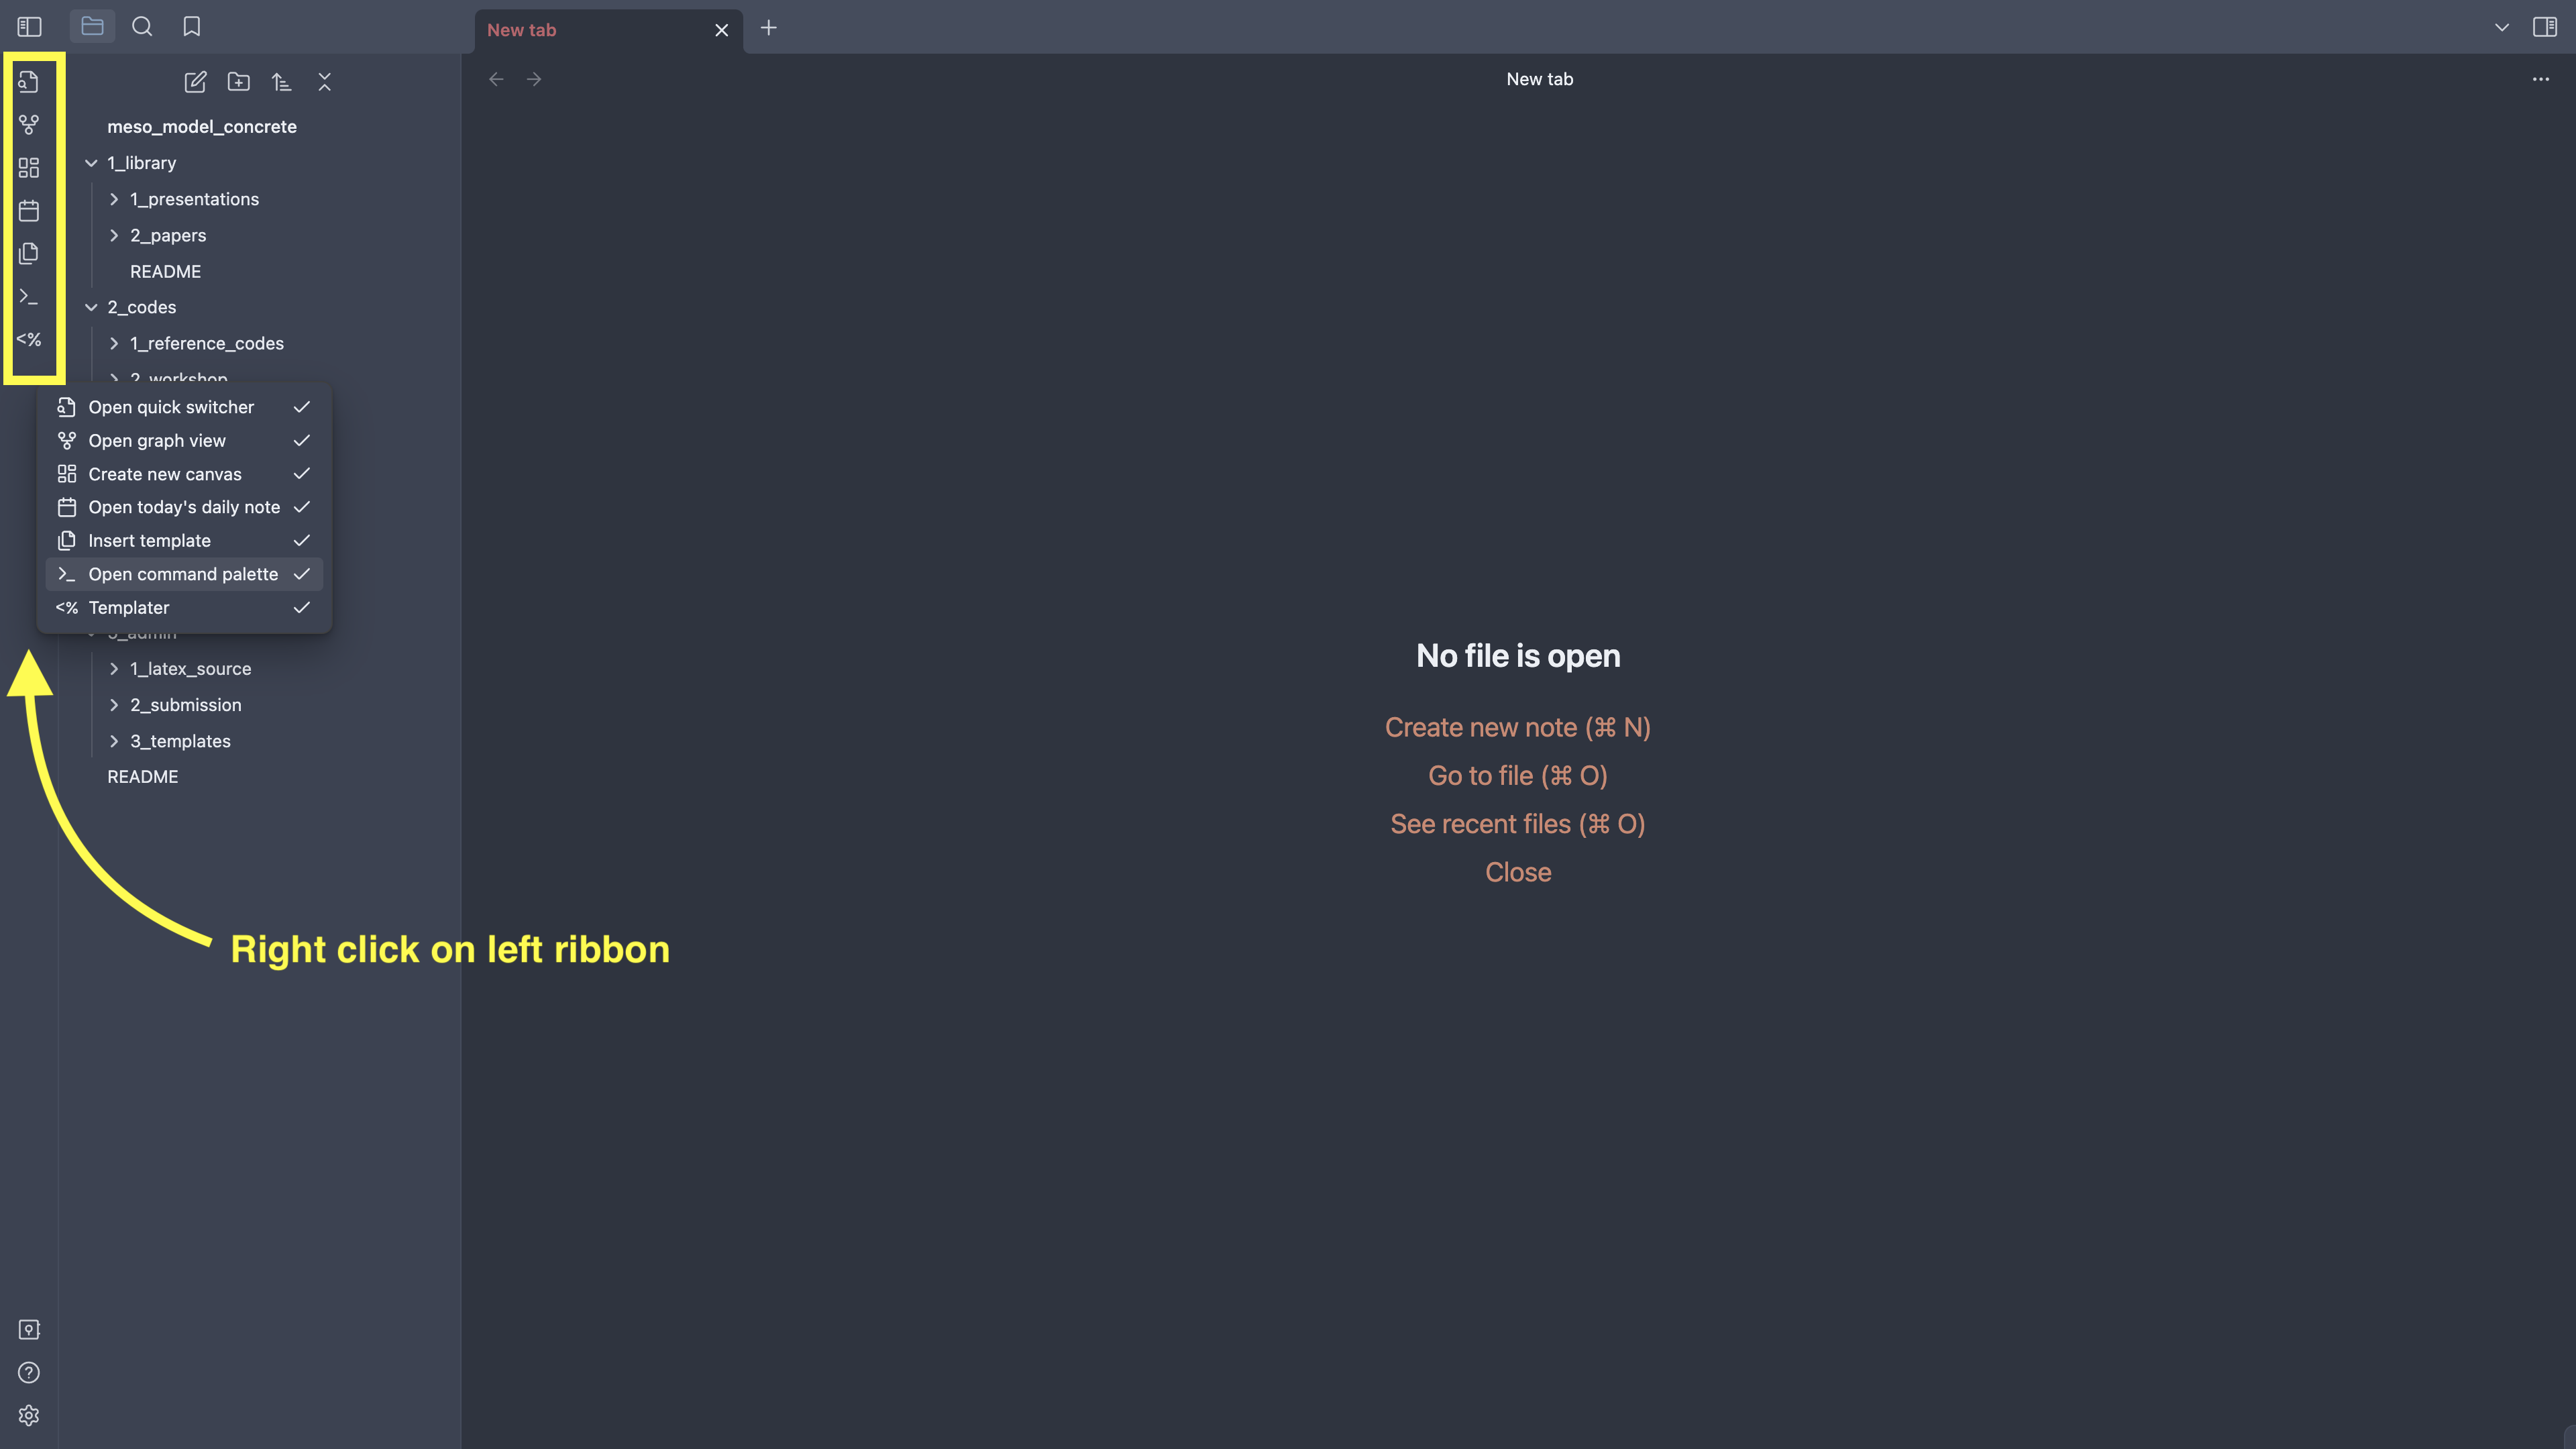 New tab
New tab
meso_model_concrete
1_library
1_presentations
2_papers
README
2_codes
1_reference_codes
2_workshop
<%
Open quick switcher
Open graph view
Create new canvas
Open today's daily note
Insert template
Open command palette
<% Templater
1_latex_source
2_submission
3_templates
README
No file is open
Create new note (⌘ N)
Go to file (⌘ O)
See recent files (⌘ O)
Close
Right click on left ribbon